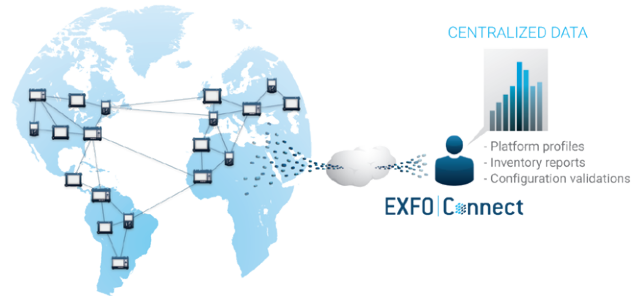 CENTRALIZED DATA
- Platform profiles
- Inventory reports
- Configuration validations
EXFO | Connect